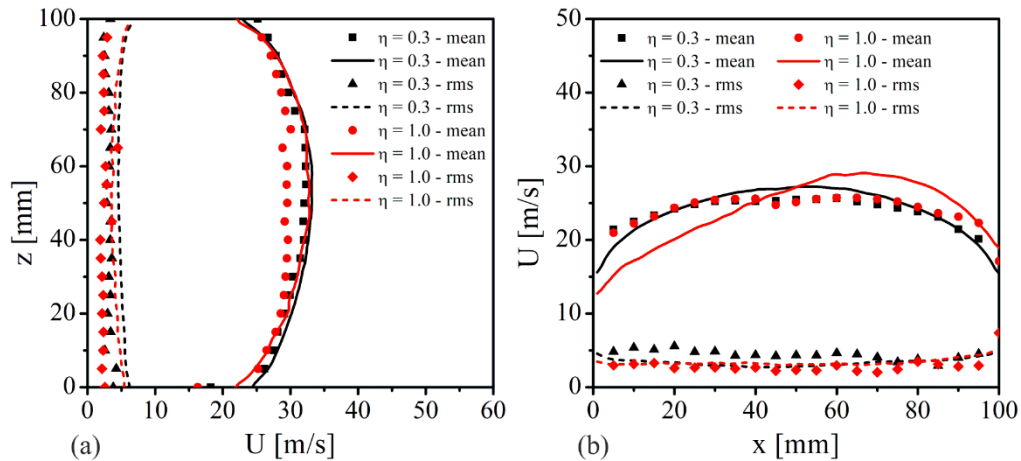 100
80
60
40
20
0
z [mm]
η = 0.3 - mean
η = 0.3 - mean
η = 0.3 - rms
η = 0.3 - rms
η = 1.0 - mean
η = 1.0 - mean
η = 1.0 - rms
η = 1.0 - rms
0 10 20 30 40 50 60
(a) U [m/s]
50
40
30
20
10
0
U [m/s]
η = 0.3 - mean η = 1.0 - mean
η = 0.3 - mean η = 1.0 - mean
η = 0.3 - rms η = 1.0 - rms
η = 0.3 - rms η = 1.0 - rms
0 20 40 60 80 100
(b) x [mm]